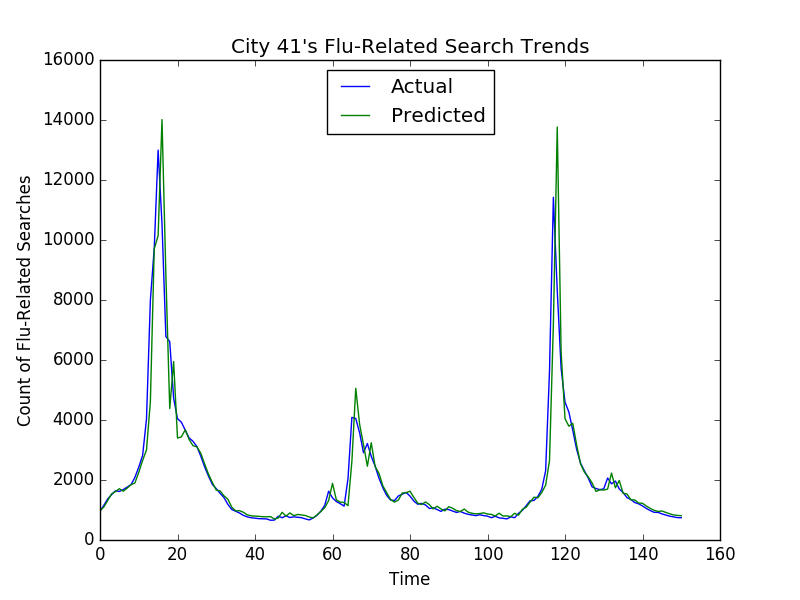 City 41's Flu-Related Search Trends
Actual
Predicted
Count of Flu-Related Searches
16000
14000
12000
10000
8000
6000
4000
2000
0
0 20 40 60 80 100 120 140 160
Time